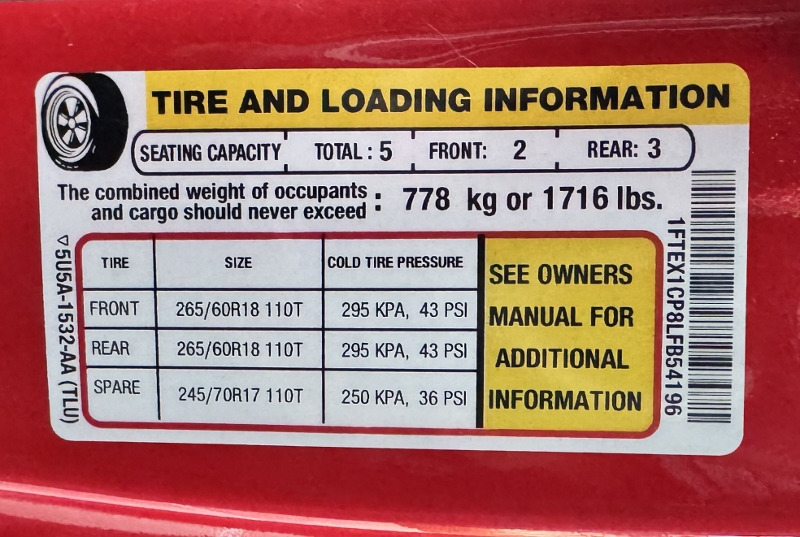 TIRE AND LOADING INFORMATION
SEATING CAPACITY TOTAL: 5 FRONT: 2 REAR: 3
The combined weight of occupants
and cargo should never exceed : 778 kg or 1716 lbs.
TIRE SIZE COLD TIRE PRESSURE
FRONT 265/60R18 110T 295 KPA, 43 PSI
REAR 265/60R18 110T 295 KPA, 43 PSI
SPARE 245/70R17 110T 250 KPA, 36 PSI
SEE OWNERS
MANUAL FOR
ADDITIONAL
INFORMATION
▽5U5A-1532-AA (TLU)
1FTEX1CP8LFB54196